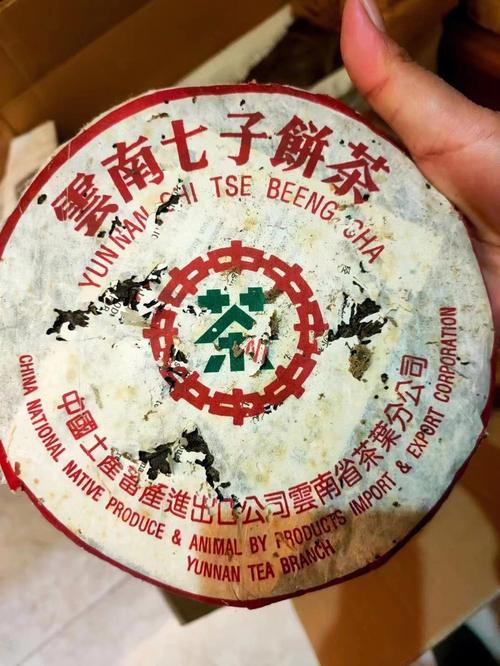 雲南七子餅茶
YUNNAN CHI TSE BEENG CHA
茶
中國土產畜產進出口公司雲南省茶葉分公司
CHINA NATIONAL NATIVE PRODUCE & ANIMAL BY PRODUCTS IMPORT & EXPORT CORPORATION
YUNNAN TEA BRANCH